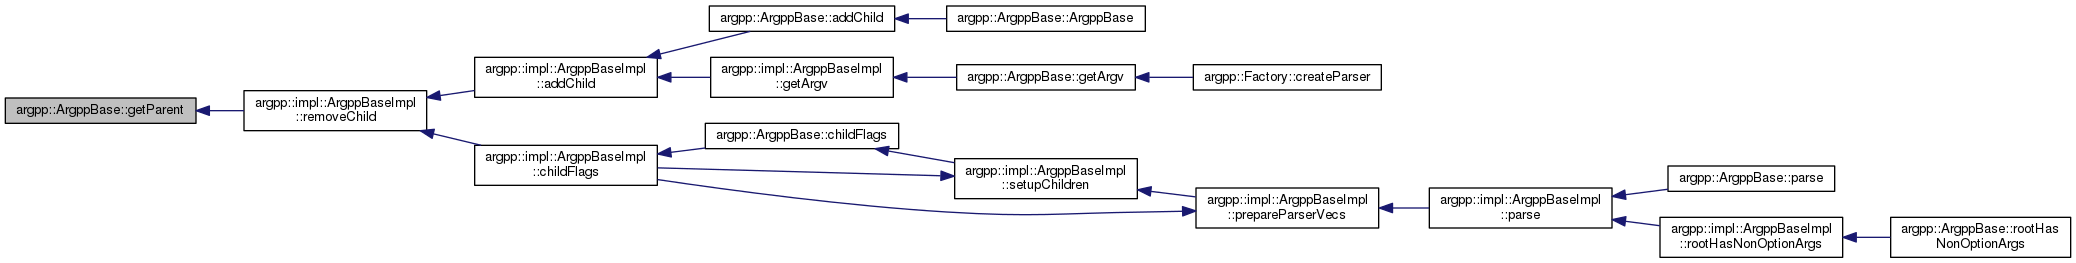 argpp::ArgppBase::getParent
argpp::impl::ArgppBaseImpl
::removeChild
argpp::impl::ArgppBaseImpl
::addChild
argpp::ArgppBase::addChild
argpp::ArgppBase::ArgppBase
argpp::impl::ArgppBaseImpl
::getArgv
argpp::ArgppBase::getArgv
argpp::Factory::createParser
argpp::impl::ArgppBaseImpl
::childFlags
argpp::ArgppBase::childFlags
argpp::impl::ArgppBaseImpl
::setupChildren
argpp::impl::ArgppBaseImpl
::prepareParserVecs
argpp::impl::ArgppBaseImpl
::parse
argpp::ArgppBase::parse
argpp::impl::ArgppBaseImpl
::rootHasNonOptionArgs
argpp::ArgppBase::rootHas
NonOptionArgs